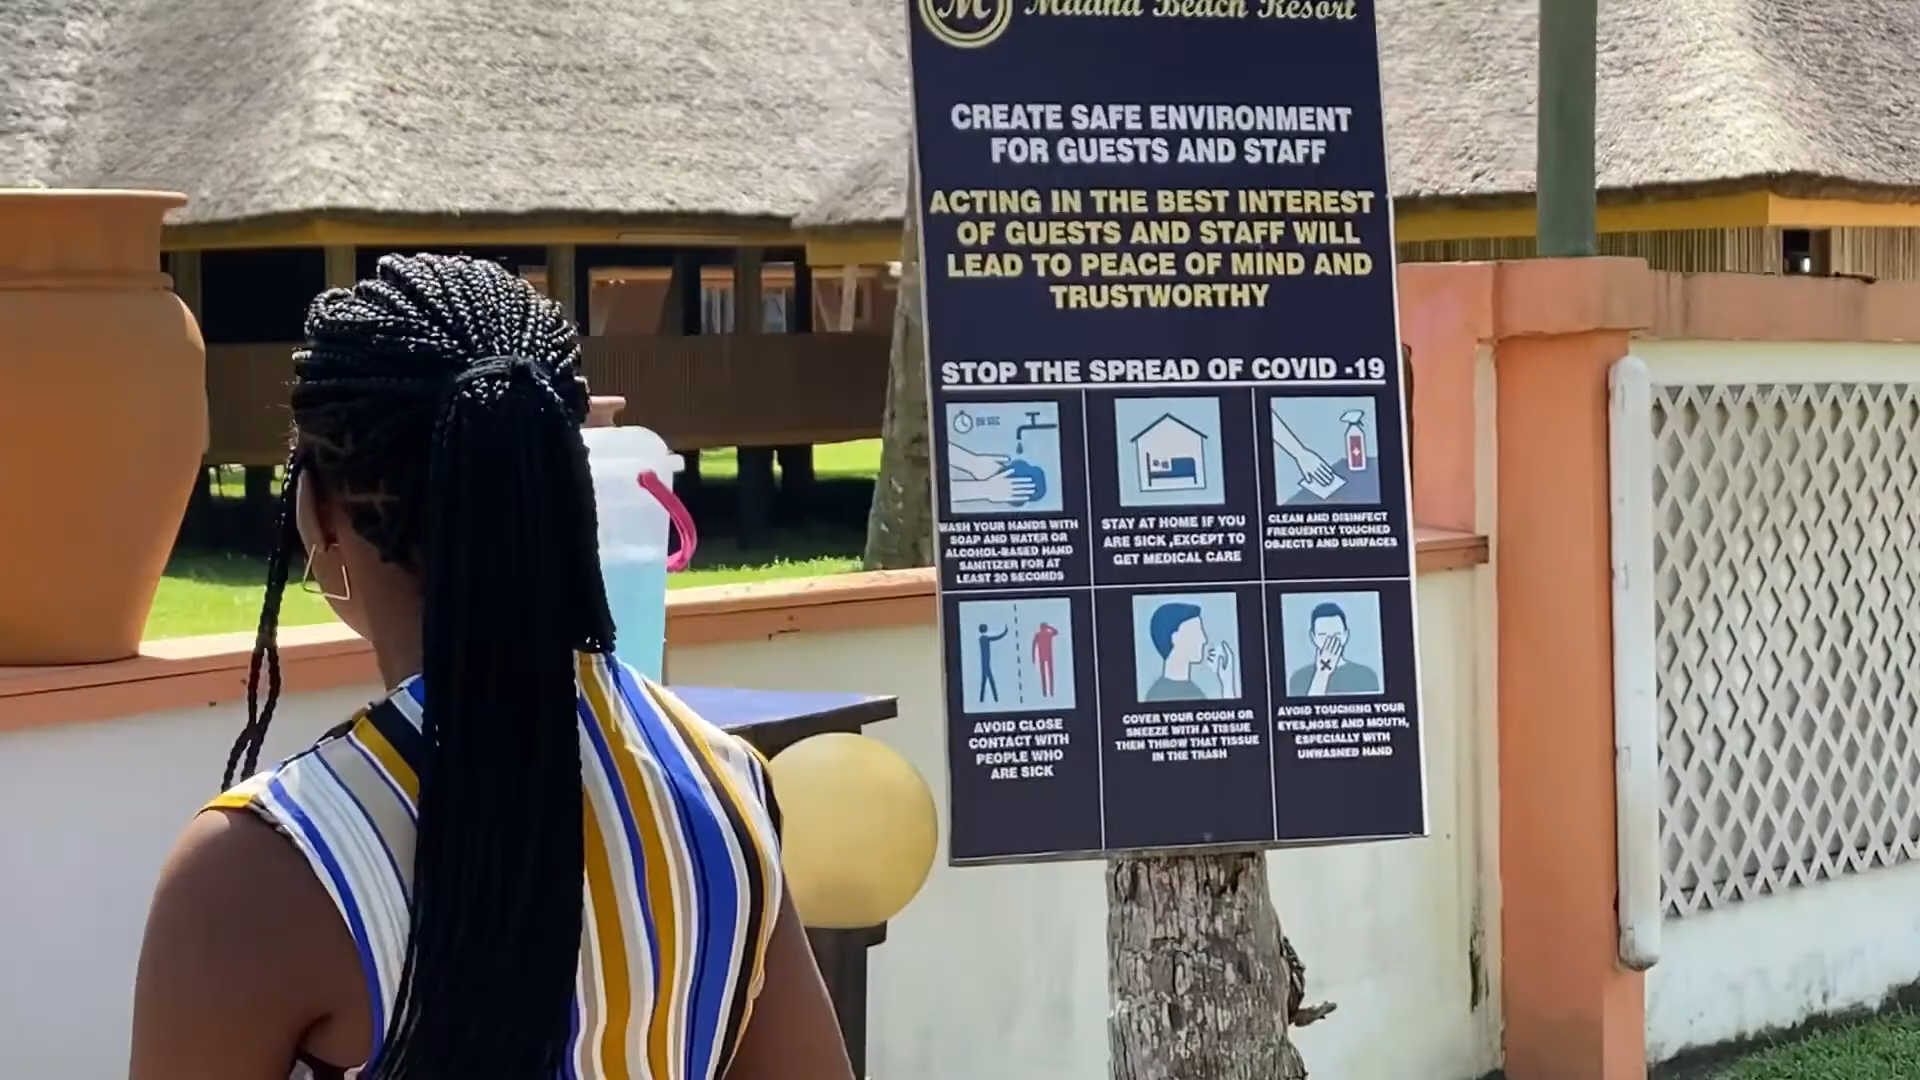 M Maana Beach Resort
CREATE SAFE ENVIRONMENT
FOR GUESTS AND STAFF
ACTING IN THE BEST INTEREST
OF GUESTS AND STAFF WILL
LEAD TO PEACE OF MIND AND
TRUSTWORTHY
STOP THE SPREAD OF COVID -19
20 SEC
WASH YOUR HANDS WITH
SOAP AND WATER OR
ALCOHOL-BASED HAND
SANITIZER FOR AT
LEAST 20 SECONDS
STAY AT HOME IF YOU
ARE SICK ,EXCEPT TO
GET MEDICAL CARE
CLEAN AND DISINFECT
FREQUENTLY TOUCHED
OBJECTS AND SURFACES
AVOID CLOSE
CONTACT WITH
PEOPLE WHO
ARE SICK
COVER YOUR COUGH OR
SNEEZE WITH A TISSUE
THEN THROW THAT TISSUE
IN THE TRASH
AVOID TOUCHING YOUR
EYES,NOSE AND MOUTH,
ESPECIALLY WITH
UNWASHED HAND